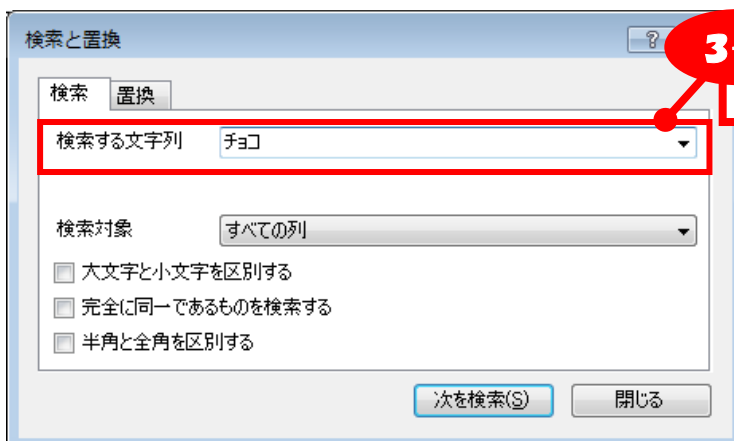 検索と置換
?
3
検索 置換
検索する文字列 チョコ
検索対象 すべての列
大文字と小文字を区別する
完全に同一であるものを検索する
半角と全角を区別する
次を検索(S) 閉じる